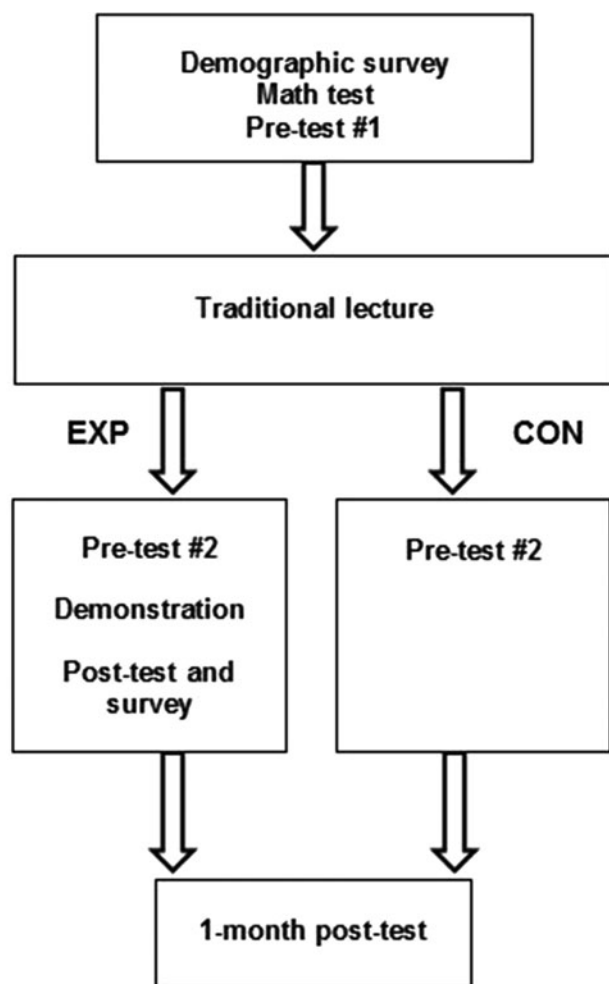 Demographic survey
Math test
Pre-test #1
Traditional lecture
EXP
CON
Pre-test #2
Demonstration
Post-test and
survey
Pre-test #2
1-month post-test